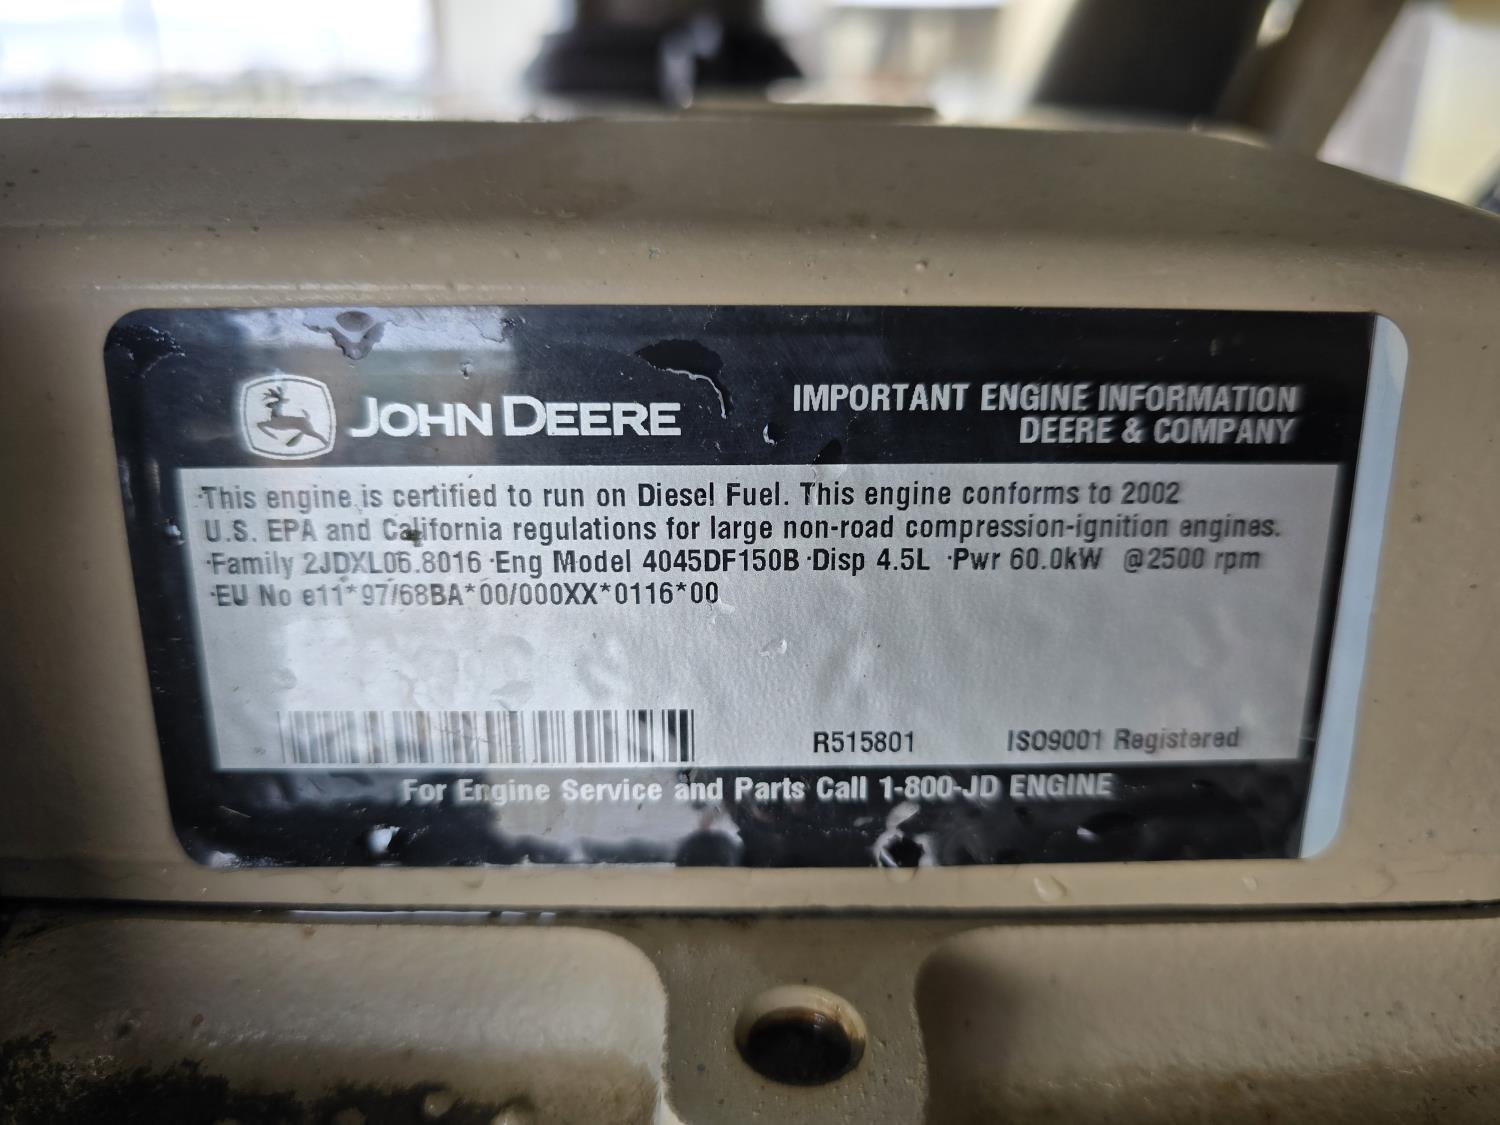 JOHN DEERE
IMPORTANT ENGINE INFORMATION
DEERE & COMPANY
·This engine is certified to run on Diesel Fuel. This engine conforms to 2002
U.S. EPA and California regulations for large non-road compression-ignition engines.
·Family 2JDXL06.8016 ·Eng Model 4045DF150B ·Disp 4.5L ·Pwr 60.0kW @2500 rpm
·EU No e11*97/68BA*00/000XX*0116*00
R515801 ISO9001 Registered
For Engine Service and Parts Call 1-800-JD ENGINE